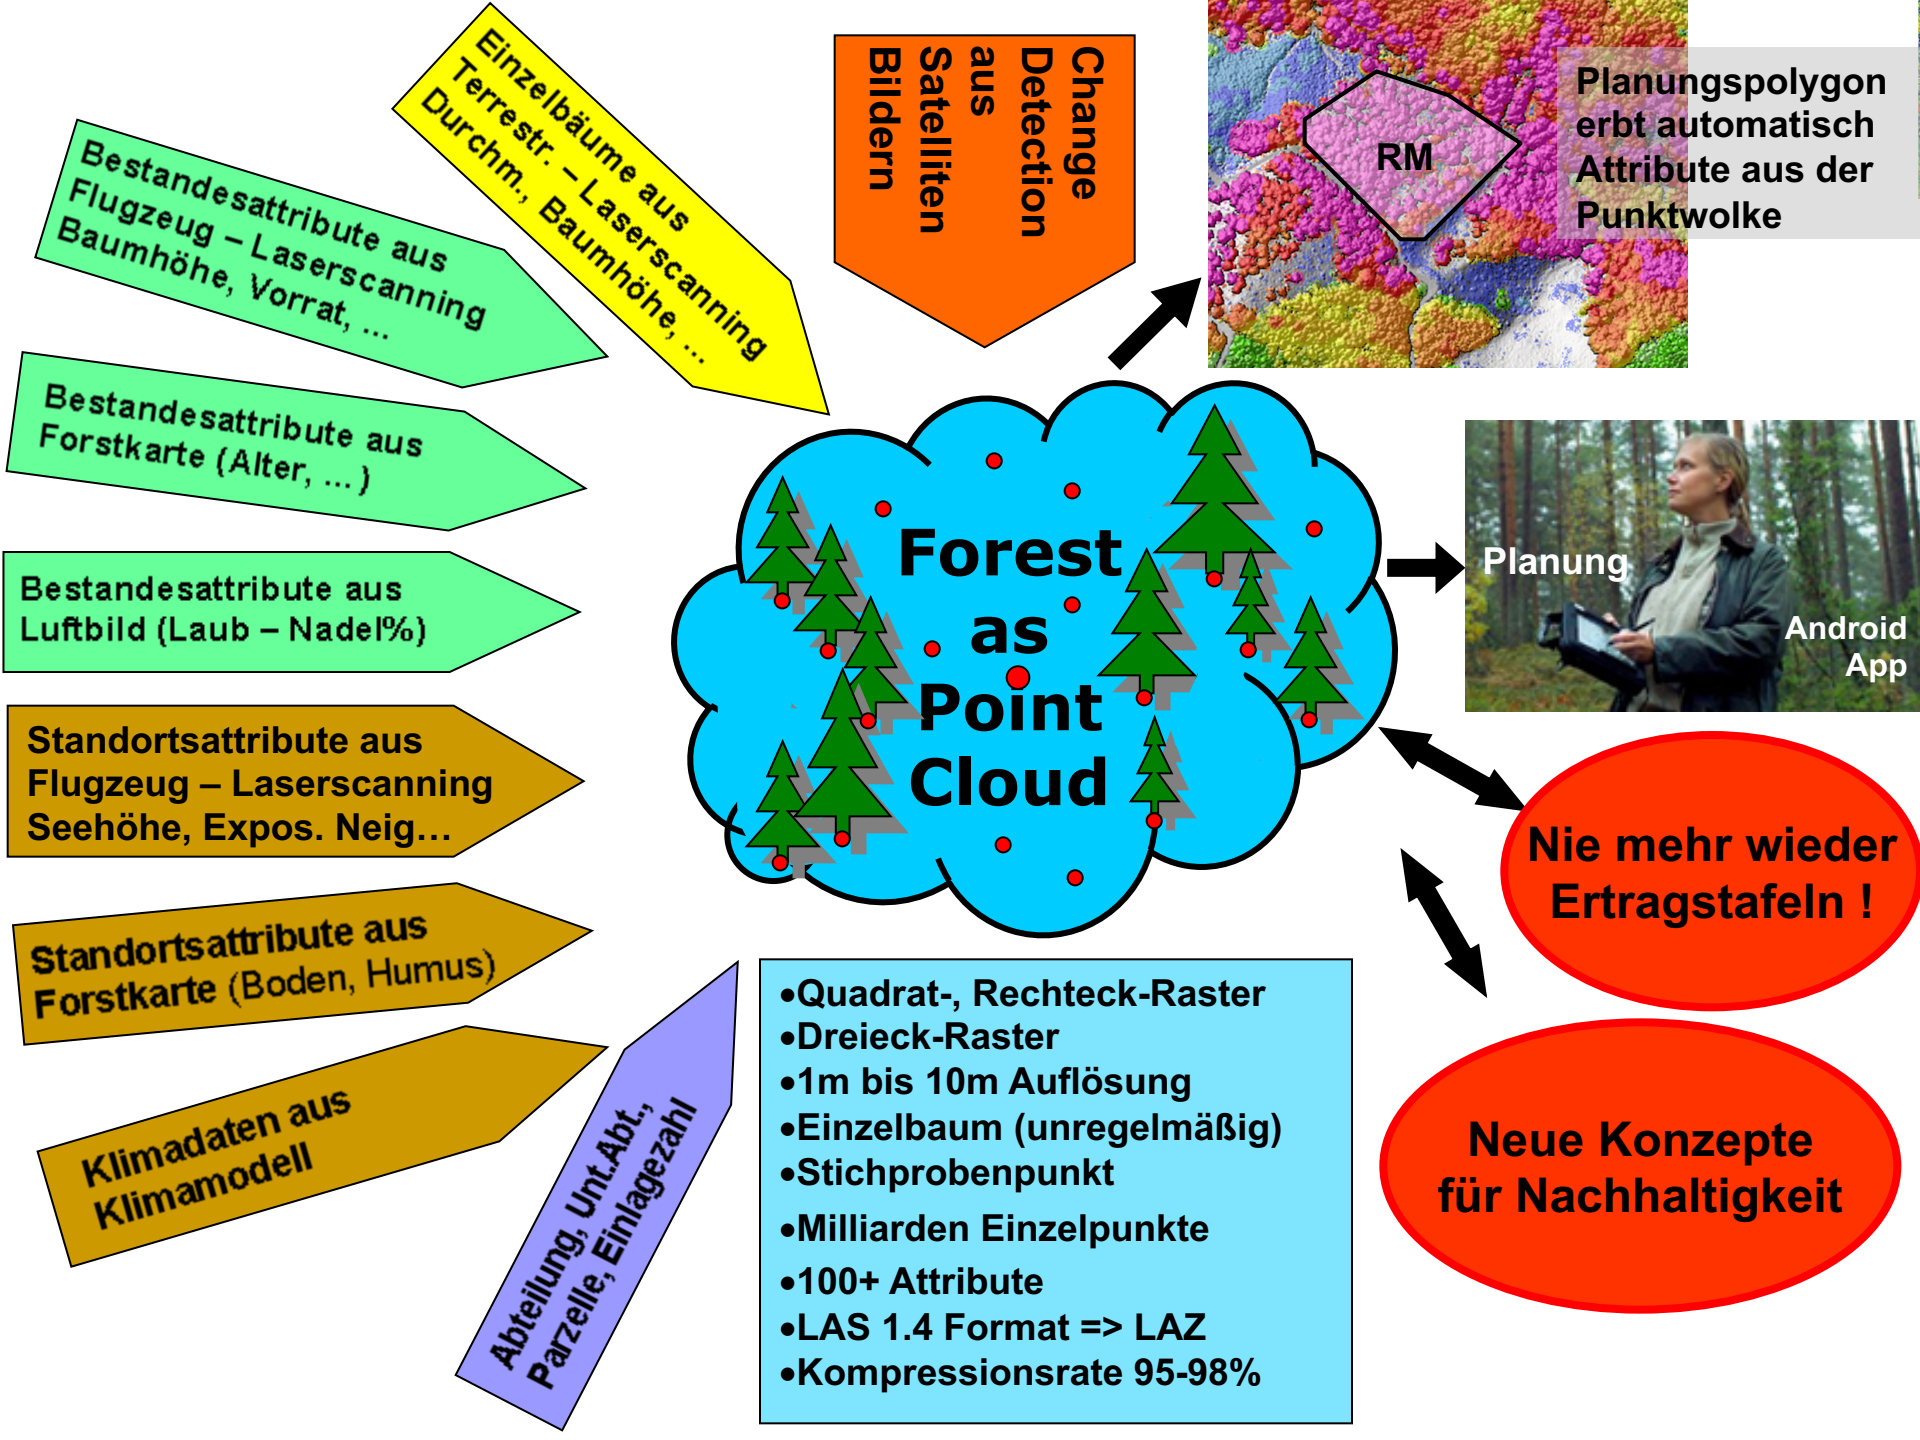 Einzelbäume aus
Terrestr. – Laserscanning
Durchm., Baumhöhe, ...
Change
Detection
aus
Satelliten
Bildern
RM
Planungspolygon
erbt automatisch
Attribute aus der
Punktwolke
Bestandesattribute aus
Flugzeug – Laserscanning
Baumhöhe, Vorrat, ...
Bestandesattribute aus
Forstkarte (Alter, ... )
Bestandesattribute aus
Luftbild (Laub – Nadel%)
Standortsattribute aus
Flugzeug – Laserscanning
Seehöhe, Expos. Neig…
Standortsattribute aus
Forstkarte (Boden, Humus)
Klimadaten aus
Klimamodell
Abteilung, Unt.Abt.,
Parzelle, Einlagezahl
Forest
as
Point
Cloud
Planung
Android
App
Nie mehr wieder
Ertragstafeln !
Neue Konzepte
für Nachhaltigkeit
•Quadrat-, Rechteck-Raster
•Dreieck-Raster
•1m bis 10m Auflösung
•Einzelbaum (unregelmäßig)
•Stichprobenpunkt
•Milliarden Einzelpunkte
•100+ Attribute
•LAS 1.4 Format => LAZ
•Kompressionsrate 95-98%